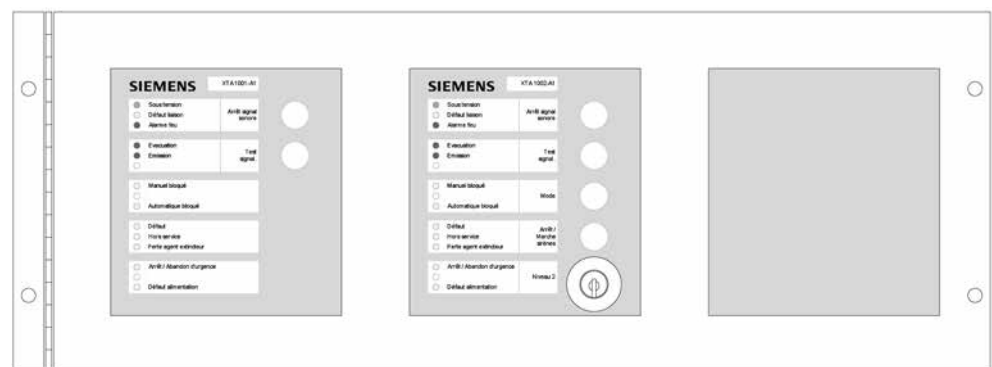 SIEMENS XTA1001-A1
Sous tension
Défaut liaison
Alarme feu
Arrêt signal
sonore
Evacuation
Emission
Test
signal.
Manuel bloqué
Automatique bloqué
Défaut
Hors service
Perte agent extincteur
Arrêt / Abandon d'urgence
Défaut alimentation
SIEMENS XTA1002-A1
Sous tension
Défaut liaison
Alarme feu
Arrêt signal
sonore
Evacuation
Emission
Test
signal.
Manuel bloqué
Automatique bloqué
Mode
Défaut
Hors service
Perte agent extincteur
Arrêt /
Marche
sirènes
Arrêt / Abandon d'urgence
Défaut alimentation
Niveau 2